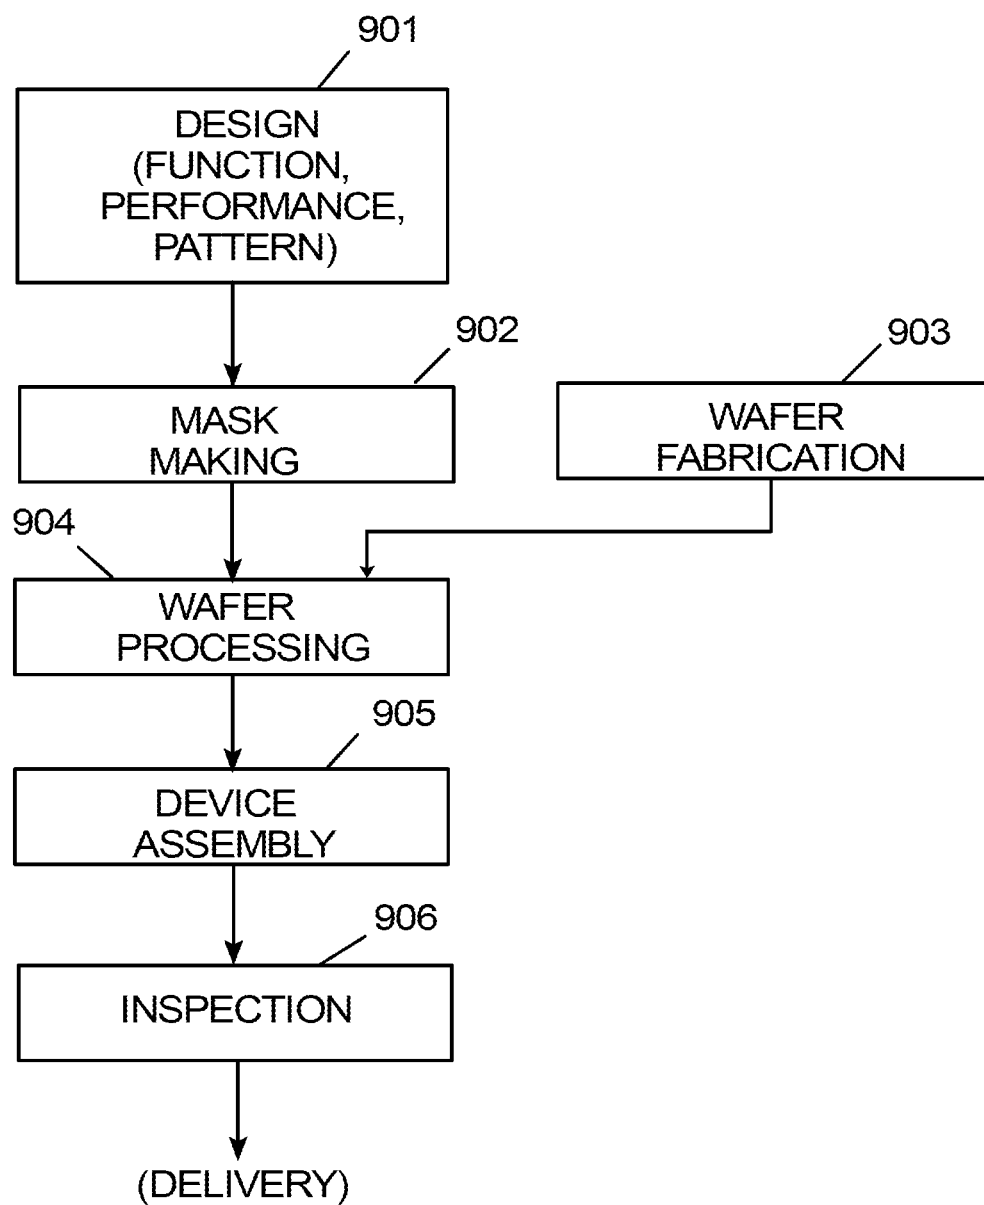 901
DESIGN
(FUNCTION,
PERFORMANCE,
PATTERN)
902
MASK
MAKING
903
WAFER
FABRICATION
904
WAFER
PROCESSING
905
DEVICE
ASSEMBLY
906
INSPECTION
(DELIVERY)